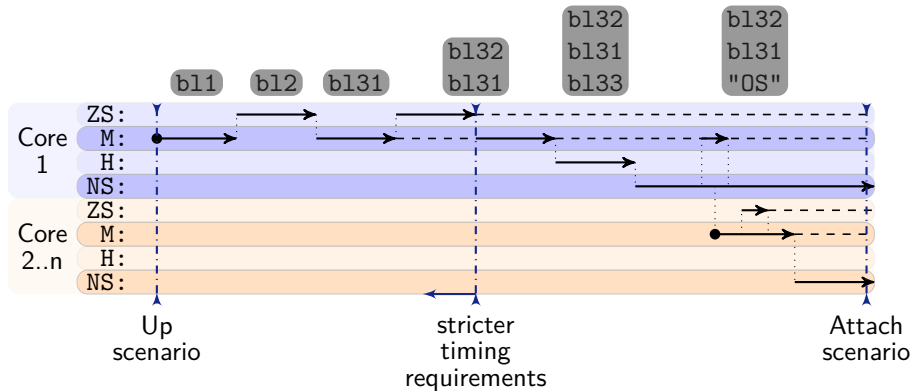 bl1
bl2
bl31
bl32
bl31
bl32
bl31
bl33
bl32
bl31
"OS"
Core
1
ZS:
M:
H:
NS:
Core
2..n
ZS:
M:
H:
NS:
Up
scenario
stricter
timing
requirements
Attach
scenario